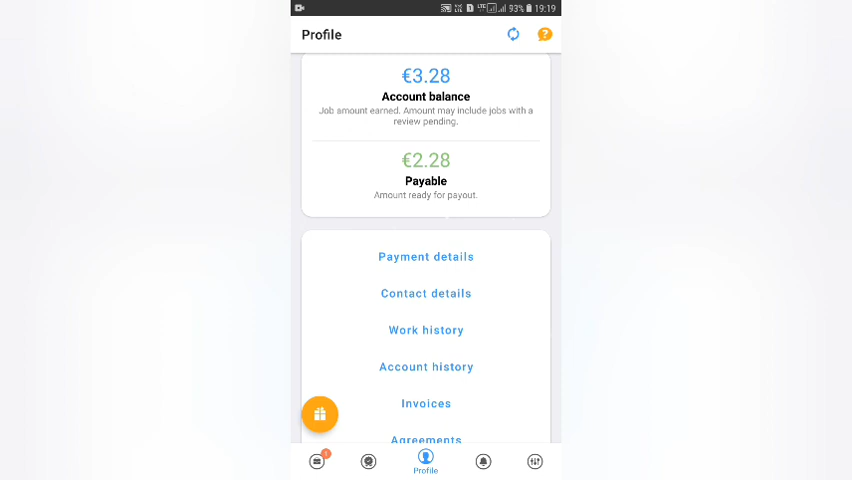 93% 19:19
Profile
?
€3.28
Account balance
Job amount earned. Amount may include jobs with a
review pending.
€2.28
Payable
Amount ready for payout.
Payment details
Contact details
Work history
Account history
Invoices
Agreements
Profile